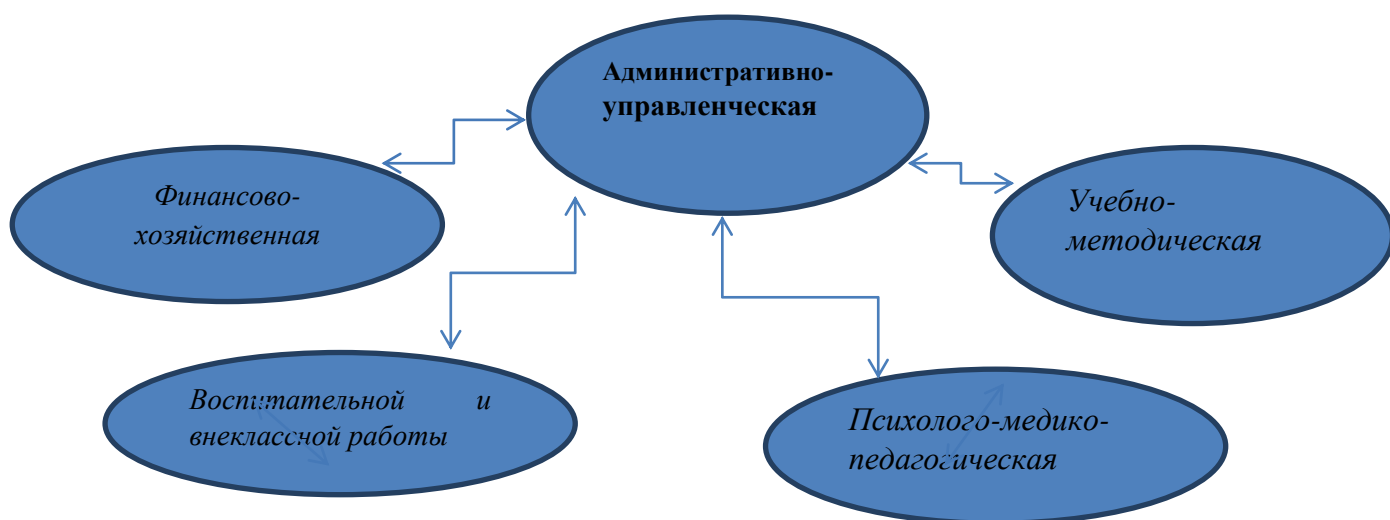 Административно-
управленческая
Финансово-
хозяйственная
Учебно-
методическая
Воспитательной и
внеклассной работы
Психолого-медико-
педагогическая